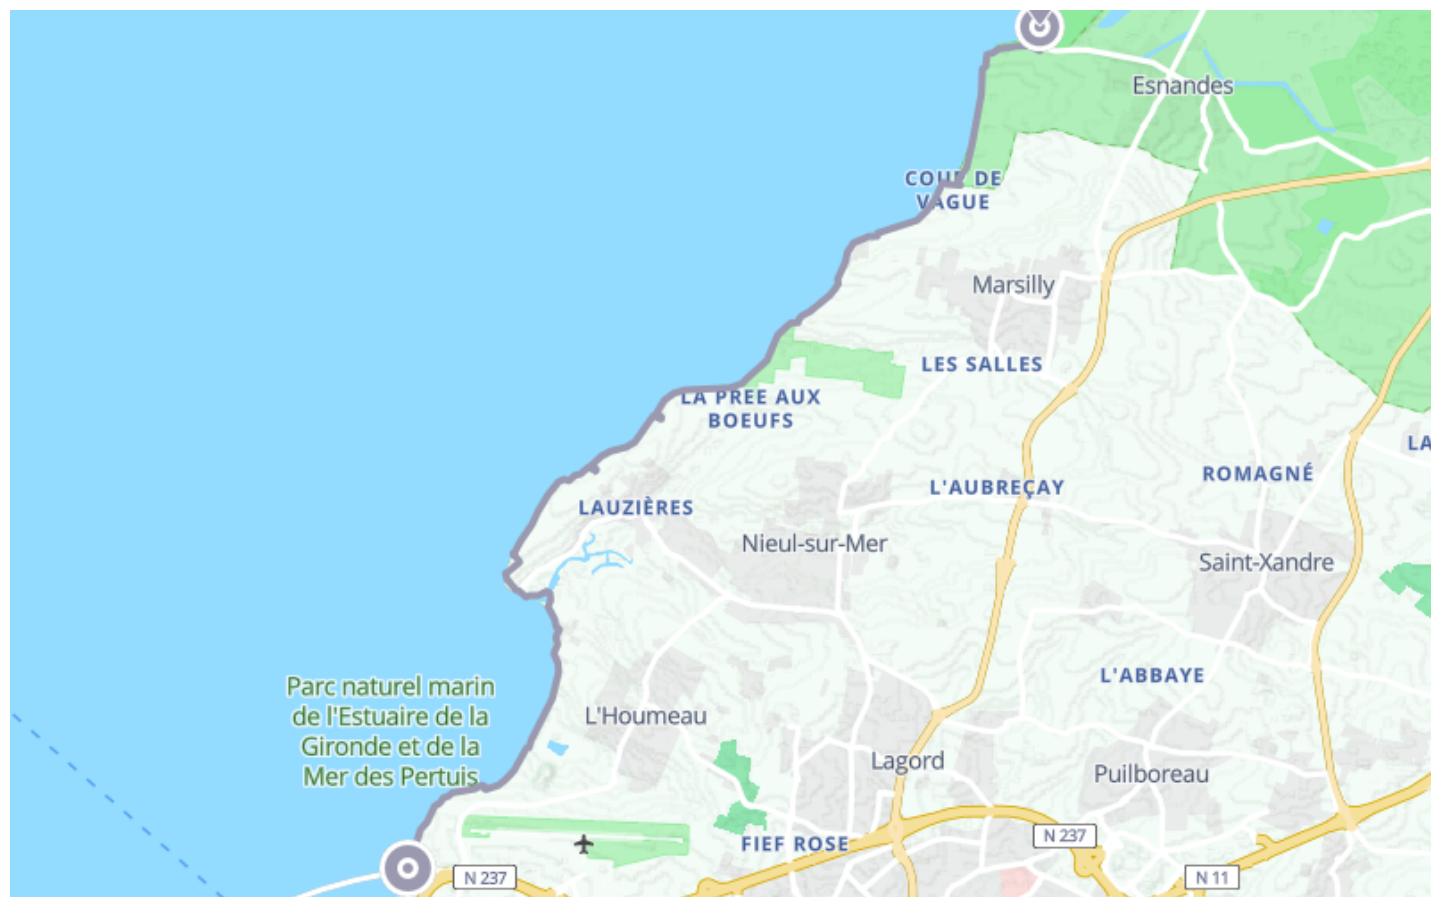 Esnandes
COUP DE
VAGUE
Marsilly
LES SALLES
LA PREE AUX
BOEUFS
LA
ROMAGNÉ
L'AUBREÇAY
LAUZIÈRES
Nieul-sur-Mer
Saint-Xandre
L'ABBAYE
Parc naturel marin
de l'Estuaire de la
Gironde et de la
Mer des Pertuis
L'Houmeau
Lagord
Puilboreau
FIEF ROSE
N 237
N 237
N 11